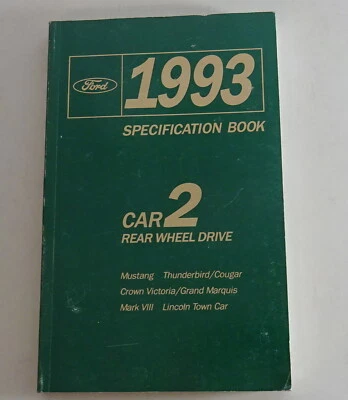 Ford
1993
SPECIFICATION BOOK
CAR 2
REAR WHEEL DRIVE
Mustang Thunderbird/Cougar
Crown Victoria/Grand Marquis
Mark VIII Lincoln Town Car